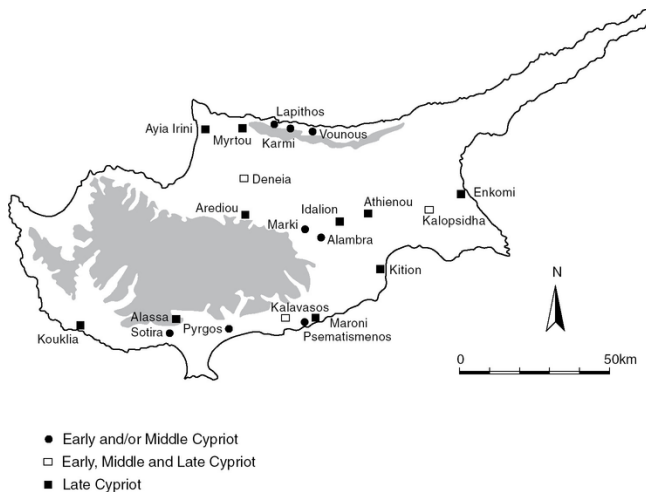 Lapithos
Ayia Irini
Myrtou
Karmi
Vounous
Deneia
Enkomi
Arediou
Idalion
Athienou
Kalopsidha
Marki
Alambra
Kition
N
Kalavasos
Alassa
Maroni
Kouklia
Sotira
Pyrgos
Psematismenos
0
50km
Early and/or Middle Cypriot
Early, Middle and Late Cypriot
Late Cypriot